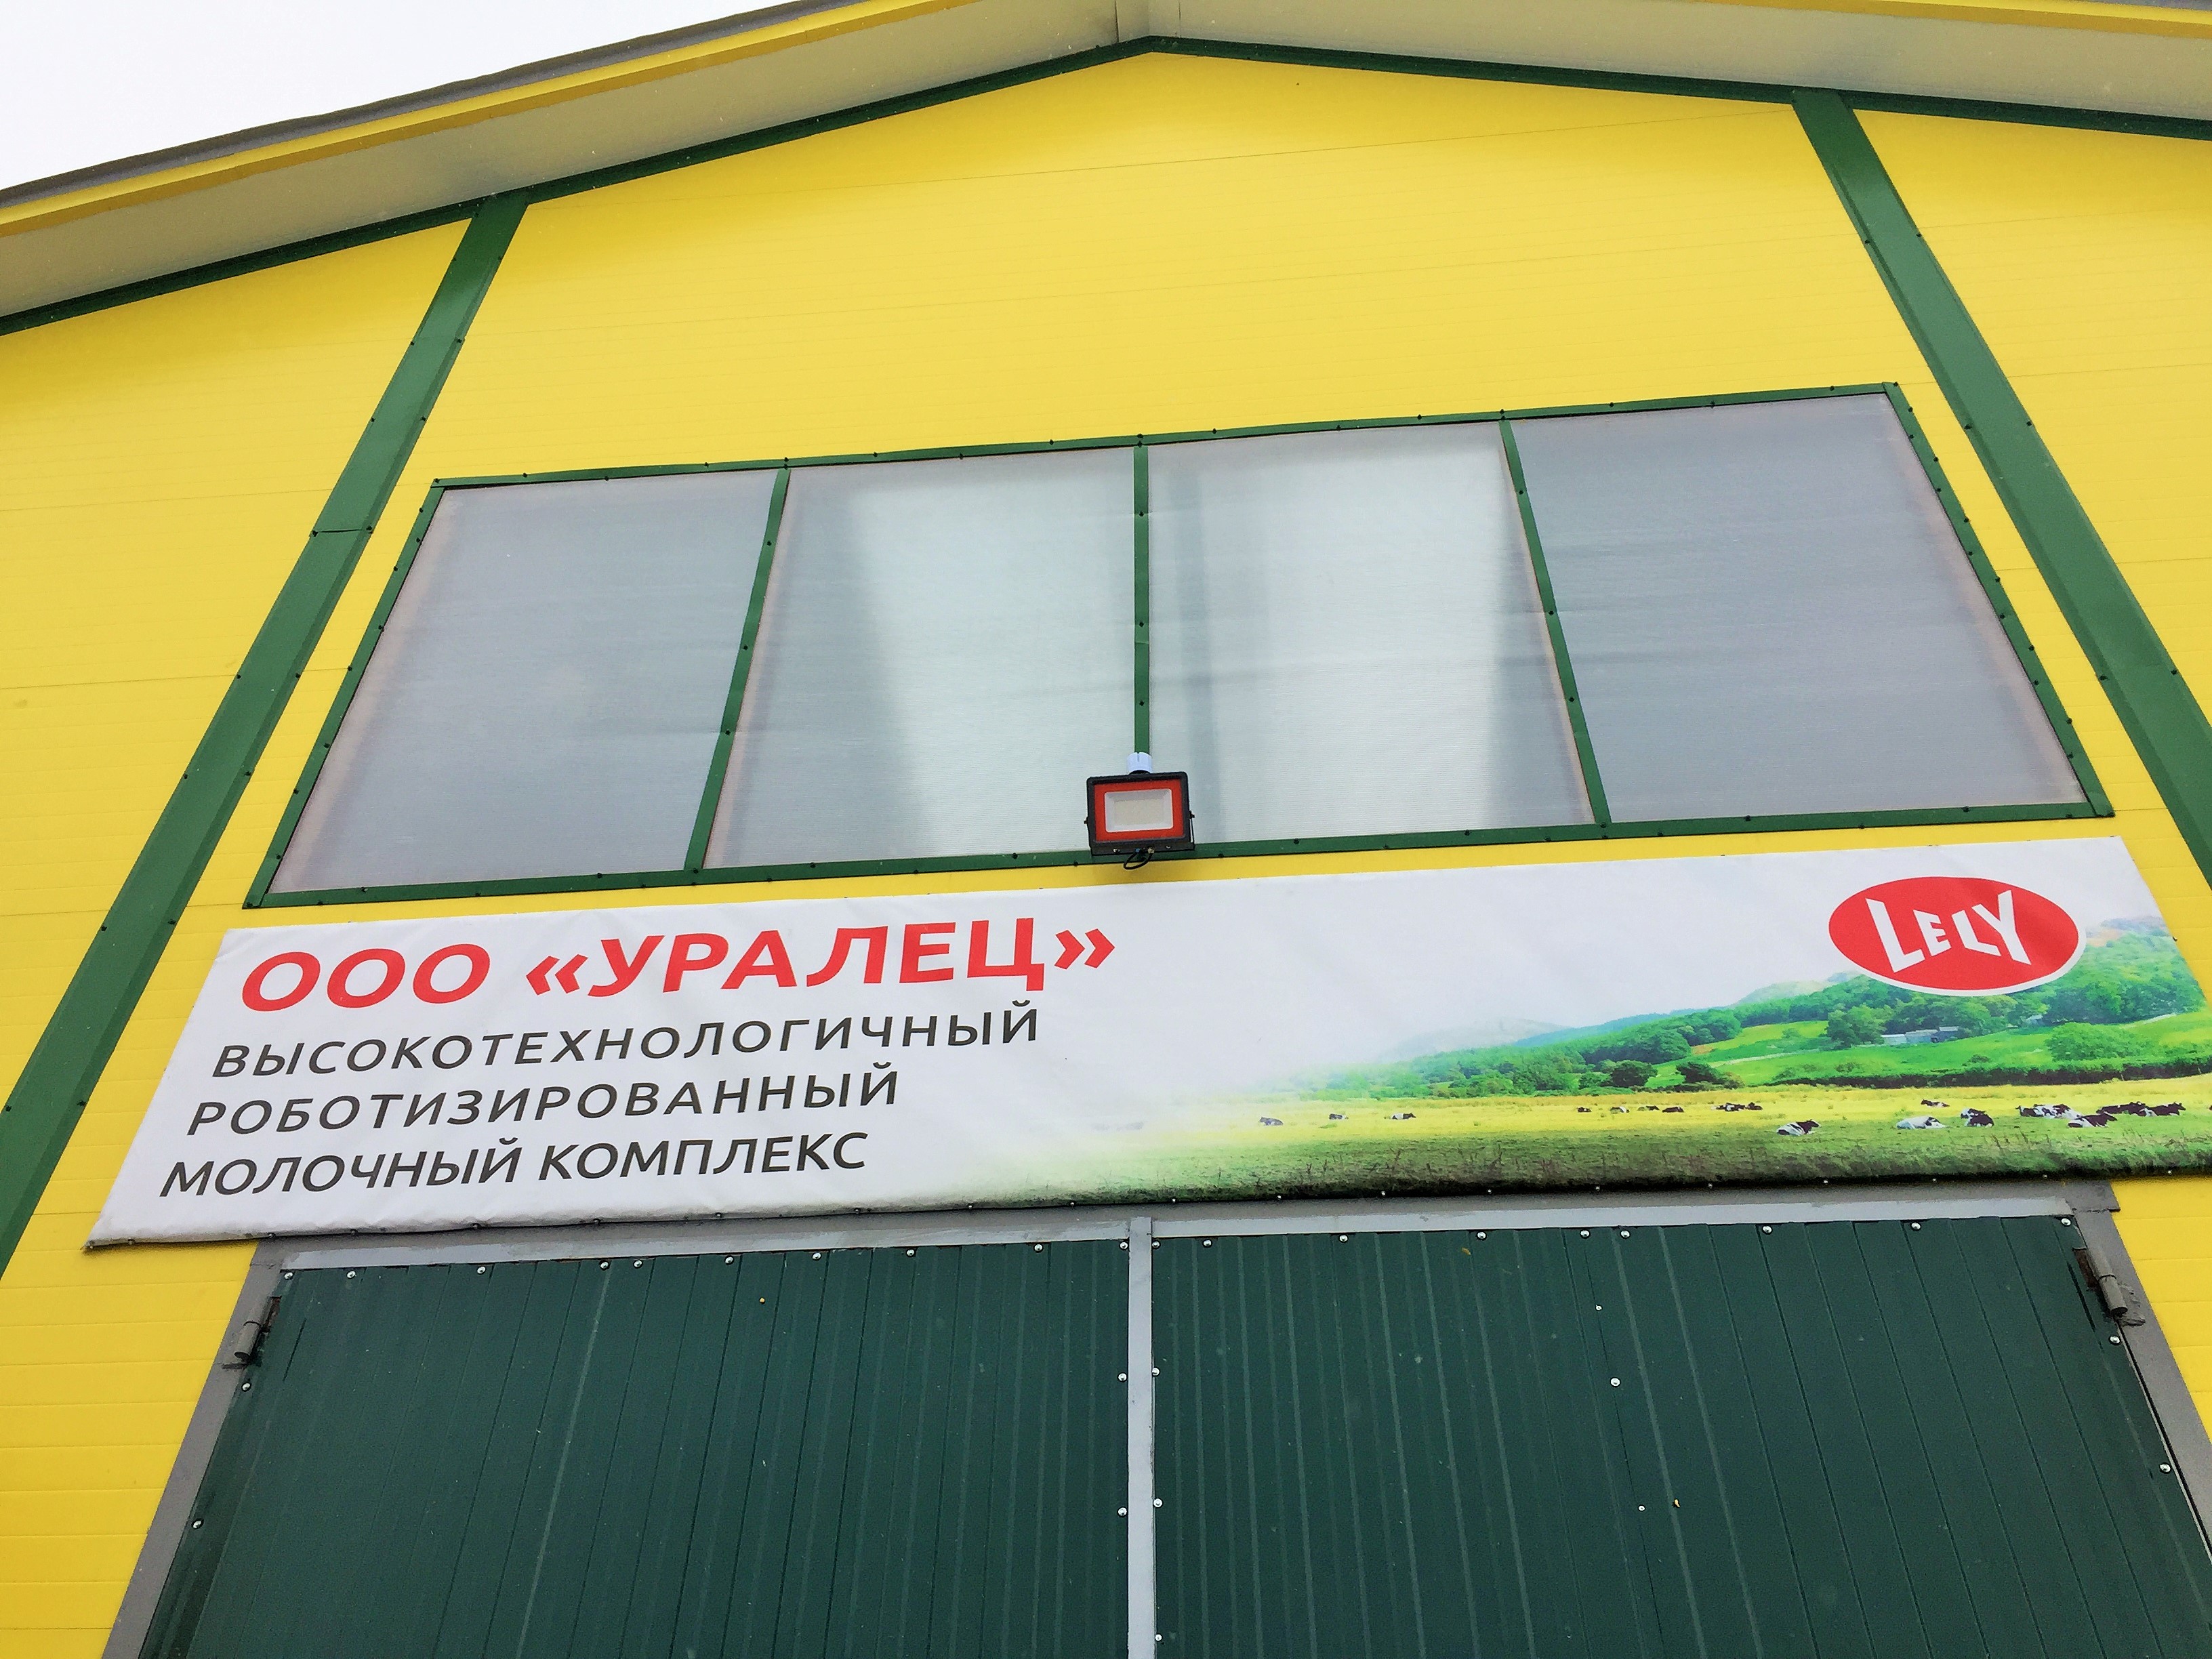 ООО «УРАЛЕЦ»
ВЫСОКОТЕХНОЛОГИЧНЫЙ
РОБОТИЗИРОВАННЫЙ
МОЛОЧНЫЙ КОМПЛЕКС
LELY